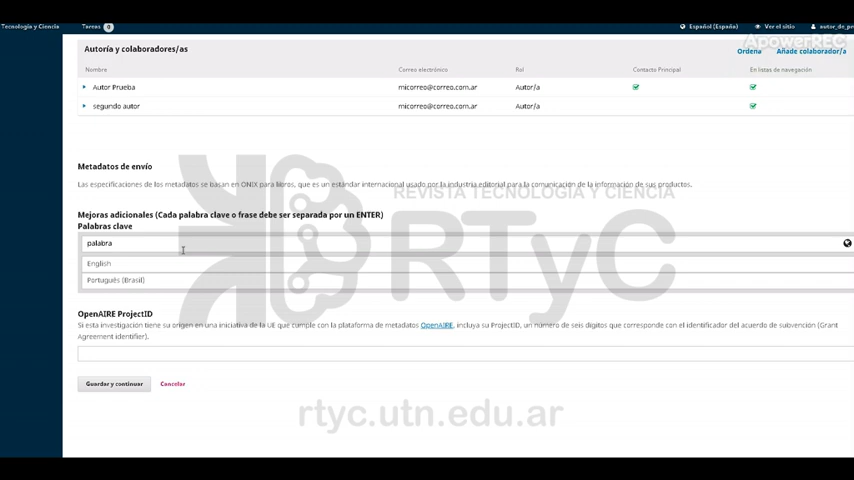 Tecnología y Ciencia Tareas 0 Español (España) Ver el sitio
ApowerREC
Autoría y colaboradores/as Ordena Añade colaborador/a
Nombre Correo electrónico Rol Contacto Principal En listas de navegación
Autor Prueba micorreo@correo.com.ar Autor/a
segundo autor micorreo@correo.com.ar Autor/a
Metadatos de envío
Las especificaciones de los metadatos se basan en ONIX para libros, que es un estándar internacional usado por la industria editorial para la comunicación de la información de sus productos.
REVISTA TECNOLOGÍA Y CIENCIA
Mejoras adicionales (Cada palabra clave o frase debe ser separada por un ENTER)
Palabras clave
palabra
RTyC
English
Português (Brasil)
OpenAIRE ProjectID
Si esta investigación tiene su origen en una iniciativa de la UE que cumple con la plataforma de metadatos OpenAIRE, incluya su ProjectID, un número de seis dígitos que corresponde con el identificador del acuerdo de subvención (Grant
Agreement identifier).
Guardar y continuar Cancelar
rtyc.utn.edu.ar